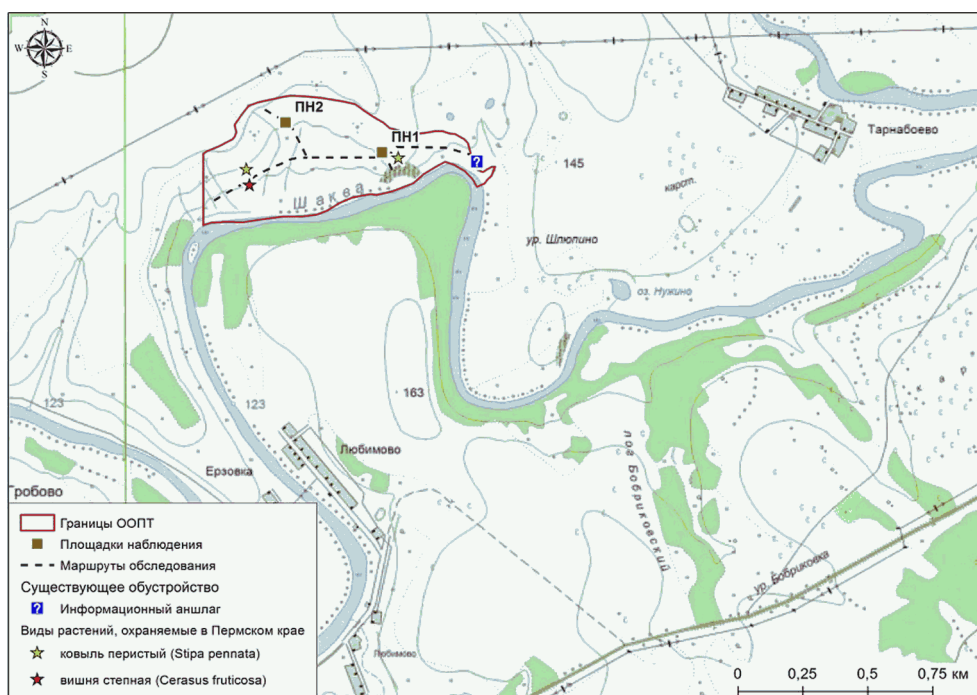 N
W E
S
ПН2
ПН1
?
Тарнабоево
145
Шаква
карст.
ур. Шлюпино
оз. Нужино
163
123
123
к а р
Любимово
Ерзовка
Гробово
лог Бобриковский
ур. Бобриковка
Любимово
Границы ООПТ
Площадки наблюдения
Маршруты обследования
Существующее обустройство
? Информационный аншлаг
Виды растений, охраняемые в Пермском крае
ковыль перистый (Stipa pennata)
вишня степная (Cerasus fruticosa)
0 0,25 0,5 0,75 км